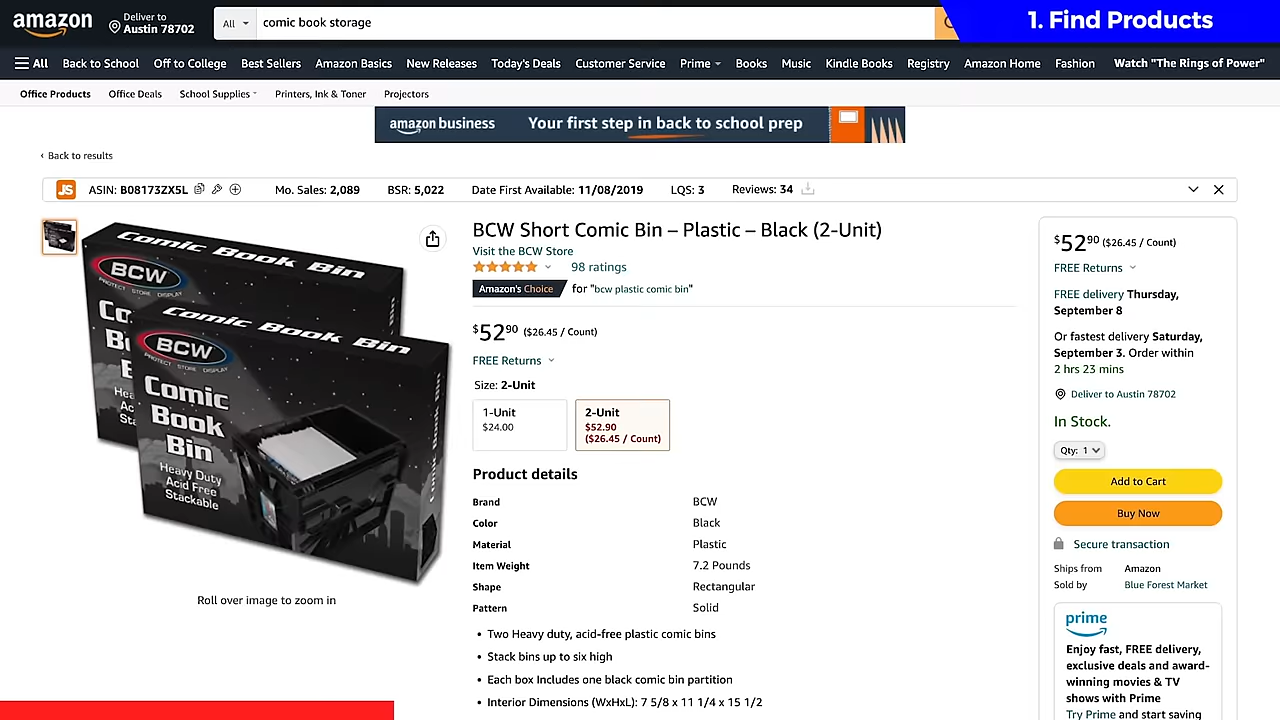 amazon
Deliver to
Austin 78702
All
comic book storage
1. Find Products
All
Back to School
Off to College
Best Sellers
Amazon Basics
New Releases
Today's Deals
Customer Service
Prime
Books
Music
Kindle Books
Registry
Amazon Home
Fashion
Watch "The Rings of Power"
Office Products
Office Deals
School Supplies
Printers, Ink & Toner
Projectors
amazon business
Your first step in back to school prep
‹ Back to results
JS
ASIN: B08173ZX5L
Mo. Sales: 2,089
BSR: 5,022
Date First Available: 11/08/2019
LQS: 3
Reviews: 34
Comic Book Bin
BCW
PROTECT STORE DISPLAY
Comic Book Bin
BCW
PROTECT STORE DISPLAY
Comic
Book
Bin
Heavy Duty
Acid Free
Stackable
Comic Book Bin
Roll over image to zoom in
BCW Short Comic Bin – Plastic – Black (2-Unit)
Visit the BCW Store
98 ratings
Amazon's Choice for "bcw plastic comic bin"
$5290 ($26.45 / Count)
FREE Returns
Size: 2-Unit
1-Unit
$24.00
2-Unit
$52.90
($26.45 / Count)
Product details
Brand BCW
Color Black
Material Plastic
Item Weight 7.2 Pounds
Shape Rectangular
Pattern Solid
• Two Heavy duty, acid-free plastic comic bins
• Stack bins up to six high
• Each box Includes one black comic bin partition
• Interior Dimensions (WxHxL): 7 5/8 x 11 1/4 x 15 1/2
$5290 ($26.45 / Count)
FREE Returns
FREE delivery Thursday,
September 8
Or fastest delivery Saturday,
September 3. Order within
2 hrs 23 mins
Deliver to Austin 78702
In Stock.
Qty: 1
Add to Cart
Buy Now
Secure transaction
Ships from Amazon
Sold by Blue Forest Market
prime
Enjoy fast, FREE delivery,
exclusive deals and award-
winning movies & TV
shows with Prime
Try Prime and start saving